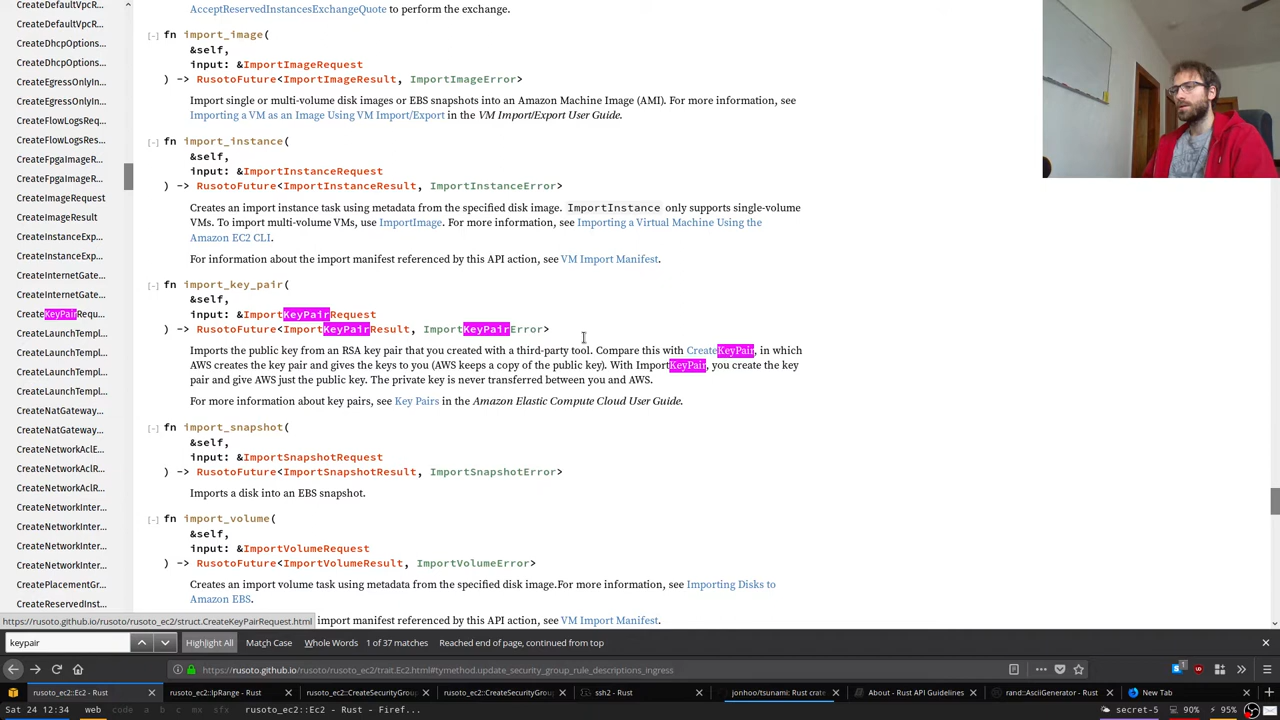 CreateDefaultVpcR...
CreateDefaultVpcR...
CreateDhcpOptions...
CreateDhcpOptions...
CreateEgressOnlyIn...
CreateEgressOnlyIn...
CreateFlowLogsReq...
CreateFlowLogsRes...
CreateFpgaImageR...
CreateFpgaImageR...
CreateImageRequest
CreateImageResult
CreateInstanceExp...
CreateInstanceExp...
CreateInternetGate...
CreateInternetGate...
CreateKeyPairRequ...
CreateLaunchTempl...
CreateLaunchTempl...
CreateLaunchTempl...
CreateLaunchTempl...
CreateNatGateway...
CreateNatGateway...
CreateNetworkAclE...
CreateNetworkAclR...
CreateNetworkAclR...
CreateNetworkInter...
CreateNetworkInter...
CreateNetworkInter...
CreateNetworkInter...
CreatePlacementGr...
CreateReservedInst...
AcceptReservedInstancesExchangeQuote to perform the exchange.
[-] fn import_image(
&self,
input: &ImportImageRequest
) -> RusotoFuture<ImportImageResult, ImportImageError>
Import single or multi-volume disk images or EBS snapshots into an Amazon Machine Image (AMI). For more information, see
Importing a VM as an Image Using VM Import/Export in the VM Import/Export User Guide.
[-] fn import_instance(
&self,
input: &ImportInstanceRequest
) -> RusotoFuture<ImportInstanceResult, ImportInstanceError>
Creates an import instance task using metadata from the specified disk image. ImportInstance only supports single-volume
VMs. To import multi-volume VMs, use ImportImage. For more information, see Importing a Virtual Machine Using the
Amazon EC2 CLI.
For information about the import manifest referenced by this API action, see VM Import Manifest.
[-] fn import_key_pair(
&self,
input: &ImportKeyPairRequest
) -> RusotoFuture<ImportKeyPairResult, ImportKeyPairError>
Imports the public key from an RSA key pair that you created with a third-party tool. Compare this with CreateKeyPair, in which
AWS creates the key pair and gives the keys to you (AWS keeps a copy of the public key). With ImportKeyPair, you create the key
pair and give AWS just the public key. The private key is never transferred between you and AWS.
For more information about key pairs, see Key Pairs in the Amazon Elastic Compute Cloud User Guide.
[-] fn import_snapshot(
&self,
input: &ImportSnapshotRequest
) -> RusotoFuture<ImportSnapshotResult, ImportSnapshotError>
Imports a disk into an EBS snapshot.
[-] fn import_volume(
&self,
input: &ImportVolumeRequest
) -> RusotoFuture<ImportVolumeResult, ImportVolumeError>
Creates an import volume task using metadata from the specified disk image.For more information, see Importing Disks to
Amazon EBS.
https://rusoto.github.io/rusoto_ec2/struct.CreateKeyPairRequest.html import manifest referenced by this API action, see VM Import Manifest.
keypair Highlight All Match Case Whole Words 1 of 37 matches Reached end of page, continued from top
https://rusoto.github.io/rusoto_ec2/trait.Ec2.html#tymethod.update_security_group_rule_descriptions_ingress
rusoto_ec2::Ec2 - Rust rusoto_ec2::IpRange - Rust rusoto_ec2::CreateSecurityGroup rusoto_ec2::CreateSecurityGroup ssh2 - Rust jonhoo/tsunami: Rust crate About - Rust API Guidelines rand::AsciiGenerator - Rust New Tab
Sat 24, 12:34 web code a b c mx sfx rusoto_ec2::Ec2 - Rust - Firef... secret-5 90% 95%